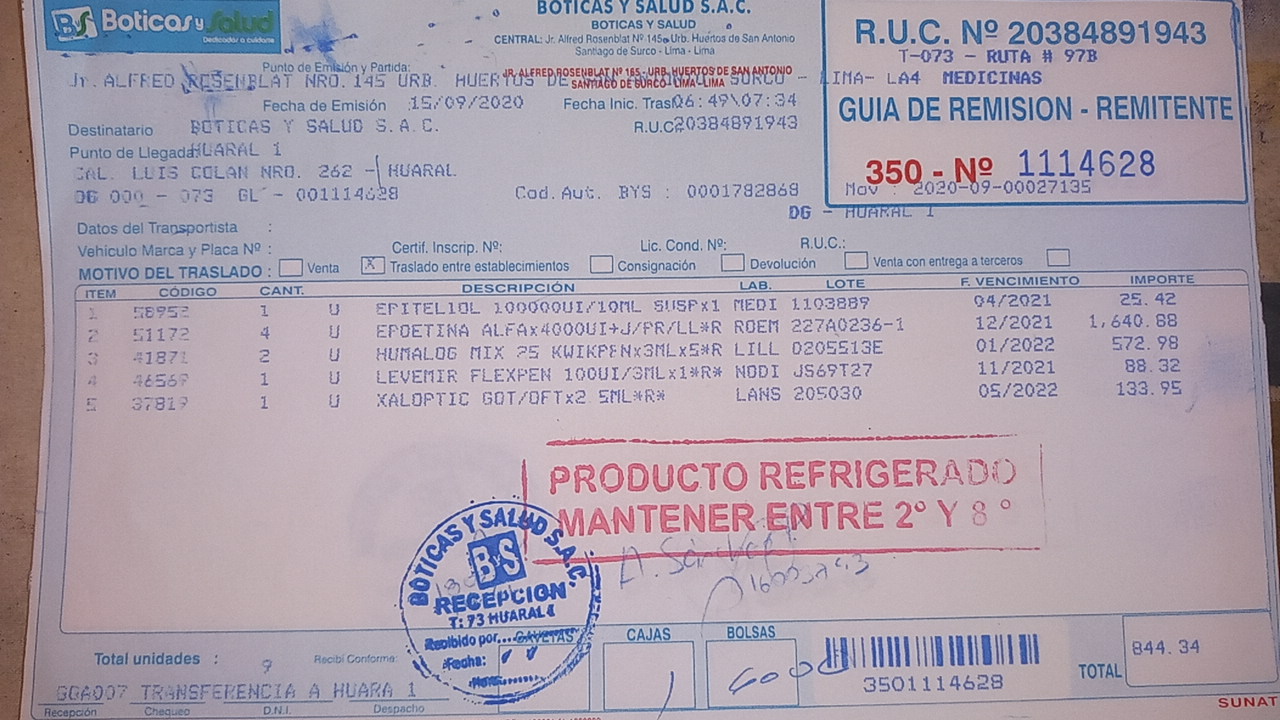 BS Boticas y Salud
Dedicados a cuidarte
BOTICAS Y SALUD S.A.C.
BOTICAS Y SALUD
CENTRAL: Jr. Alfred Rosenblat Nº 145 Urb. Huertos de San Antonio
Santiago de Surco - Lima - Lima
R.U.C. Nº 20384891943
T-073 - RUTA # 97B
Punto de Emisión y Partida:
JR. ALFRED ROSENBLAT NRO.145 URB. HUERTOS DE SAN ANTONIO SURCO - LIMA- LA4 MEDICINAS
JR. ALFRED ROSENBLAT Nº 165 - URB. HUERTOS DE SAN ANTONIO
SANTIAGO DE SURCO - LIMA-LIMA
Fecha de Emisión :15/09/2020 Fecha Inic. Trasl 06:49\07:34
GUIA DE REMISION - REMITENTE
Destinatario BOTICAS Y SALUD S.A.C. R.U.C. 20384891943
Punto de Llegada: HUARAL 1
CAL. LUIS COLAN NRO. 262 - HUARAL
350 - Nº 1114628
DG 000 - 073 GL - 001114628 Cod.Aut. BYS : 0001782868 Mov : 2020-09-00027135
DG - HUARAL 1
Datos del Transportista :
Vehículo Marca y Placa Nº : Certif. Inscrip. Nº: Lic. Cond. Nº: R.U.C.:
MOTIVO DEL TRASLADO : Venta X Traslado entre establecimientos Consignación Devolución Venta con entrega a terceros
ITEM CÓDIGO CANT. DESCRIPCIÓN LAB. LOTE F. VENCIMIENTO IMPORTE
1 58952 1 U EPITELIOL 100000UI/10ML SUSPx1 MEDI 1103889 04/2021 25.42
2 51172 4 U EPOETINA ALFAx4000UI+J/PR/LL*R ROEM 227A0236-1 12/2021 1,640.88
3 41871 2 U HUMALOG MIX 25 KWIKPENx3MLx5*R LILL D205513E 01/2022 572.98
4 46569 1 U LEVEMIR FLEXPEN 100UI/3MLx1*R* NODI JS69T27 11/2021 88.32
5 37819 1 U XALOPTIC GOT/OFTx2.5ML*R* LANS 205030 05/2022 133.95
PRODUCTO REFRIGERADO
MANTENER ENTRE 2° Y 8°
BOTICAS Y SALUD S.A.C.
BS
RECEPCION
T: 73 HUARAL 1
Recibido por....
Fecha:
A. Sánchez
GAVETAS CAJAS BOLSAS
Total unidades : 9 Recibí Conforme:
3501114628
TOTAL 844.34
GGA007 TRANSFERENCIA A HUARA 1
Recepción Chequeo D.N.I. Despacho
SUNAT